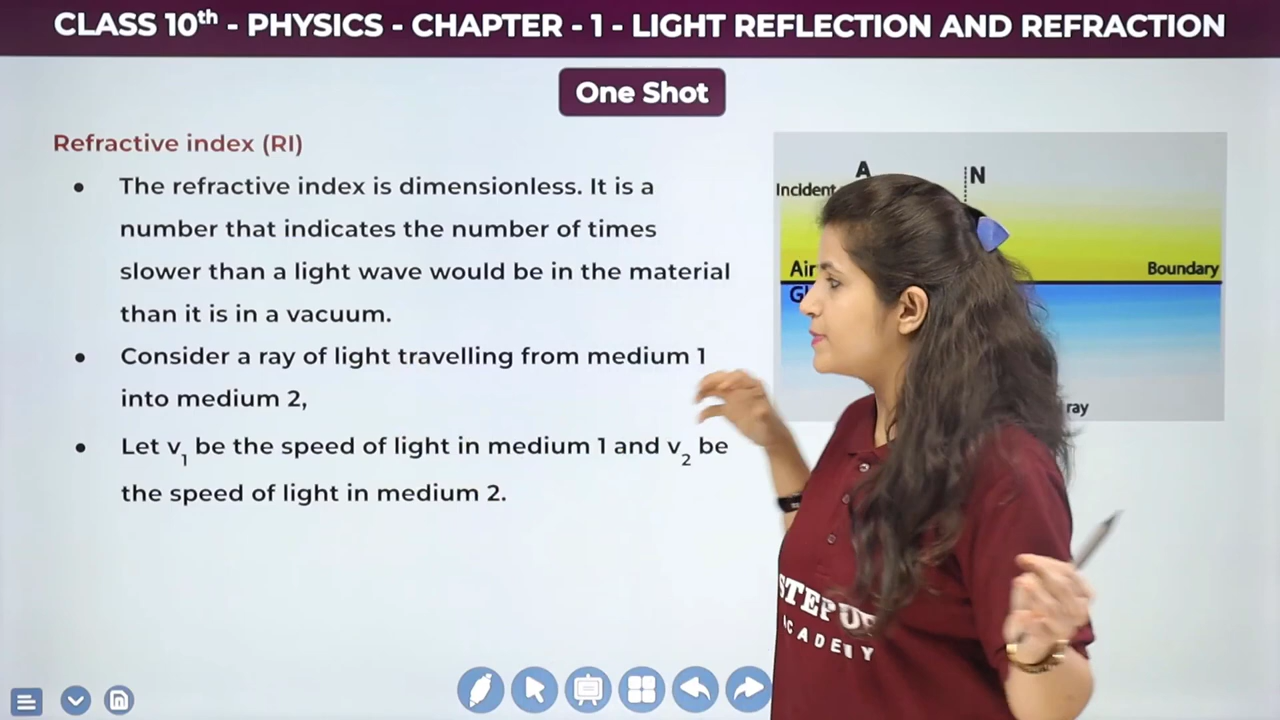 CLASS 10th - PHYSICS - CHAPTER - 1 - LIGHT REFLECTION AND REFRACTION
One Shot
Refractive index (RI)
• The refractive index is dimensionless. It is a
number that indicates the number of times
slower than a light wave would be in the material
than it is in a vacuum.
• Consider a ray of light travelling from medium 1
into medium 2,
• Let v1 be the speed of light in medium 1 and v2 be
the speed of light in medium 2.
A
N
Incident
Air
Boundary
ray
STEP UP
ACADEMY